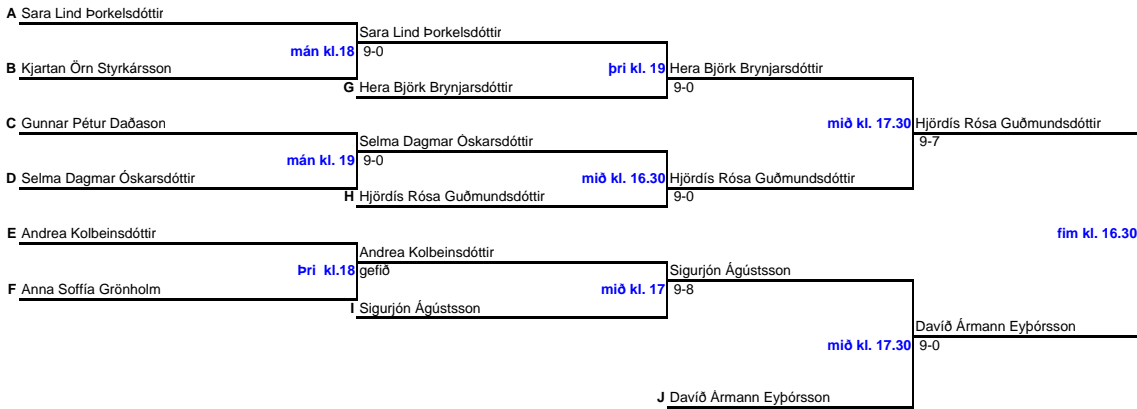 A Sara Lind Þorkelsdóttir
Sara Lind Þorkelsdóttir
mán kl.18 9-0
B Kjartan Örn Styrkársson
þri kl. 19 Hera Björk Brynjarsdóttir
G Hera Björk Brynjarsdóttir
9-0
C Gunnar Pétur Daðason
mið kl. 17.30 Hjördís Rósa Guðmundsdóttir
Selma Dagmar Óskarsdóttir
9-7
mán kl. 19 9-0
D Selma Dagmar Óskarsdóttir
mið kl. 16.30 Hjördís Rósa Guðmundsdóttir
H Hjördís Rósa Guðmundsdóttir
9-0
E Andrea Kolbeinsdóttir
fim kl. 16.30
Andrea Kolbeinsdóttir
Þri kl.18 gefið
Sigurjón Ágústsson
F Anna Soffía Grönholm
mið kl. 17 9-8
I Sigurjón Ágústsson
Davíð Ármann Eyþórsson
mið kl. 17.30 9-0
J Davíð Ármann Eyþórsson